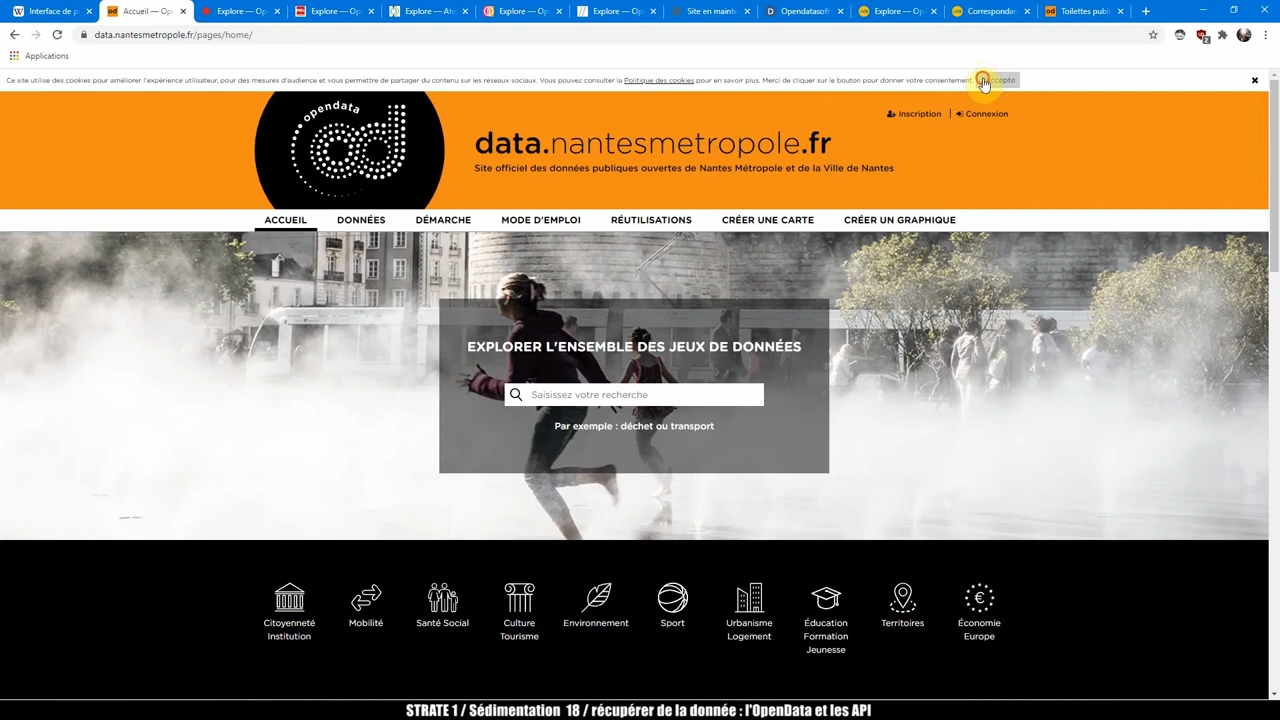 Interface de p
Accueil — Op
Explore — Op
Explore — Op
Explore — Ate
Explore — Op
Explore — Op
Site en maint
Opendatasoft
Explore — Op
Correspondan
Toilettes publ
data.nantesmetropole.fr/pages/home/
Applications
Ce site utilise des cookies pour améliorer l'expérience utilisateur, pour des mesures d'audience et vous permettre de partager du contenu sur les réseaux sociaux. Vous pouvez consulter la Politique des cookies pour en savoir plus. Merci de cliquer sur le bouton pour donner votre consentement.
opendata
od
Inscription
Connexion
data.nantesmetropole.fr
Site officiel des données publiques ouvertes de Nantes Métropole et de la Ville de Nantes
ACCUEIL DONNÉES DÉMARCHE MODE D'EMPLOI RÉUTILISATIONS CRÉER UNE CARTE CRÉER UN GRAPHIQUE
EXPLORER L'ENSEMBLE DES JEUX DE DONNÉES
Saisissez votre recherche
Par exemple : déchet ou transport
Citoyenneté
Institution
Mobilité
Santé Social
Culture
Tourisme
Environnement
Sport
Urbanisme
Logement
Éducation
Formation
Jeunesse
Territoires
Économie
Europe
STRATE 1 / Sédimentation 18 / récupérer de la donnée : l'OpenData et les API